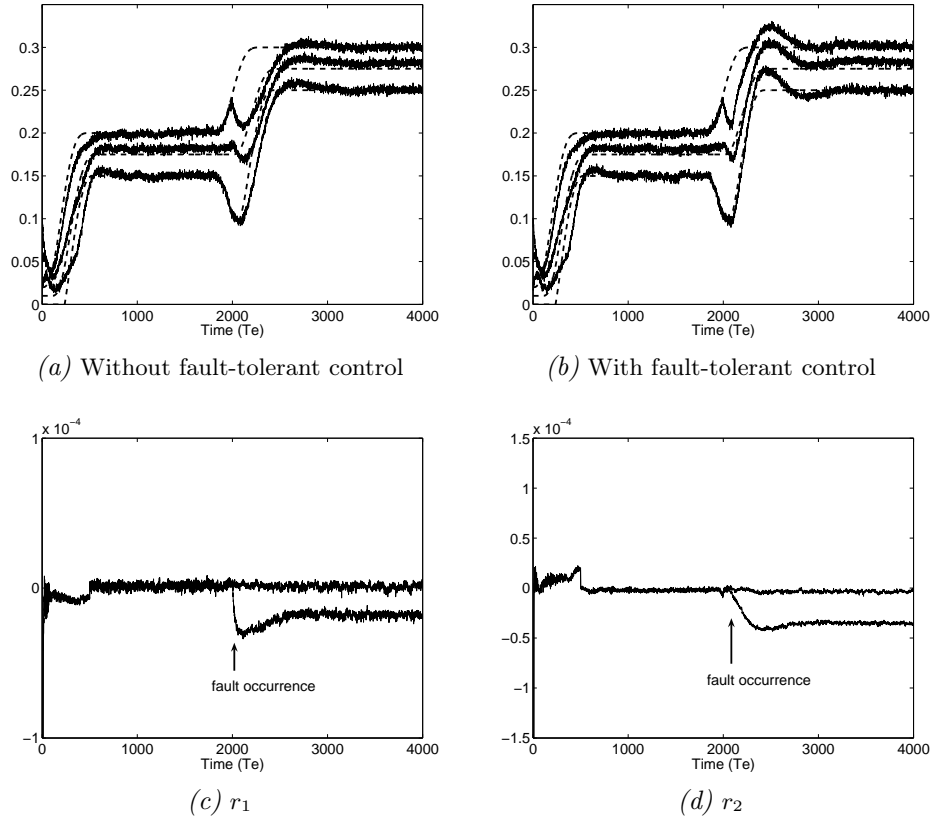 0.3
0.25
0.2
0.15
0.1
0.05
0
0 1000 2000 3000 4000
Time (Te)
(a) Without fault-tolerant control
0.3
0.25
0.2
0.15
0.1
0.05
0
0 1000 2000 3000 4000
Time (Te)
(b) With fault-tolerant control
x 10⁻⁴
1
0
−1
fault occurrence
0 1000 2000 3000 4000
Time (Te)
(c) r₁
x 10⁻⁴
1.5
1
0.5
0
−0.5
−1
−1.5
fault occurrence
0 1000 2000 3000 4000
Time (Te)
(d) r₂